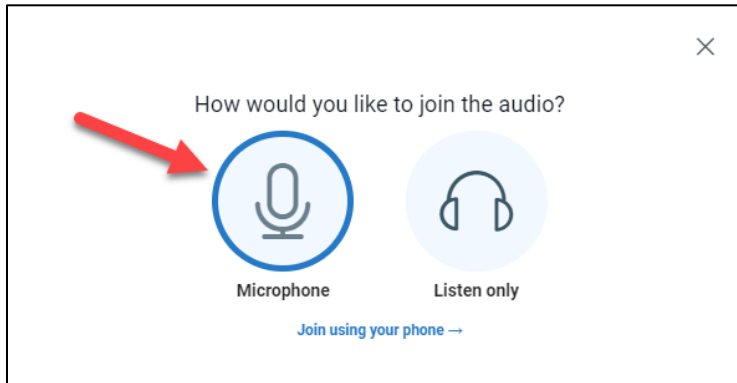 How would you like to join the audio?
Microphone
Listen only
Join using your phone →